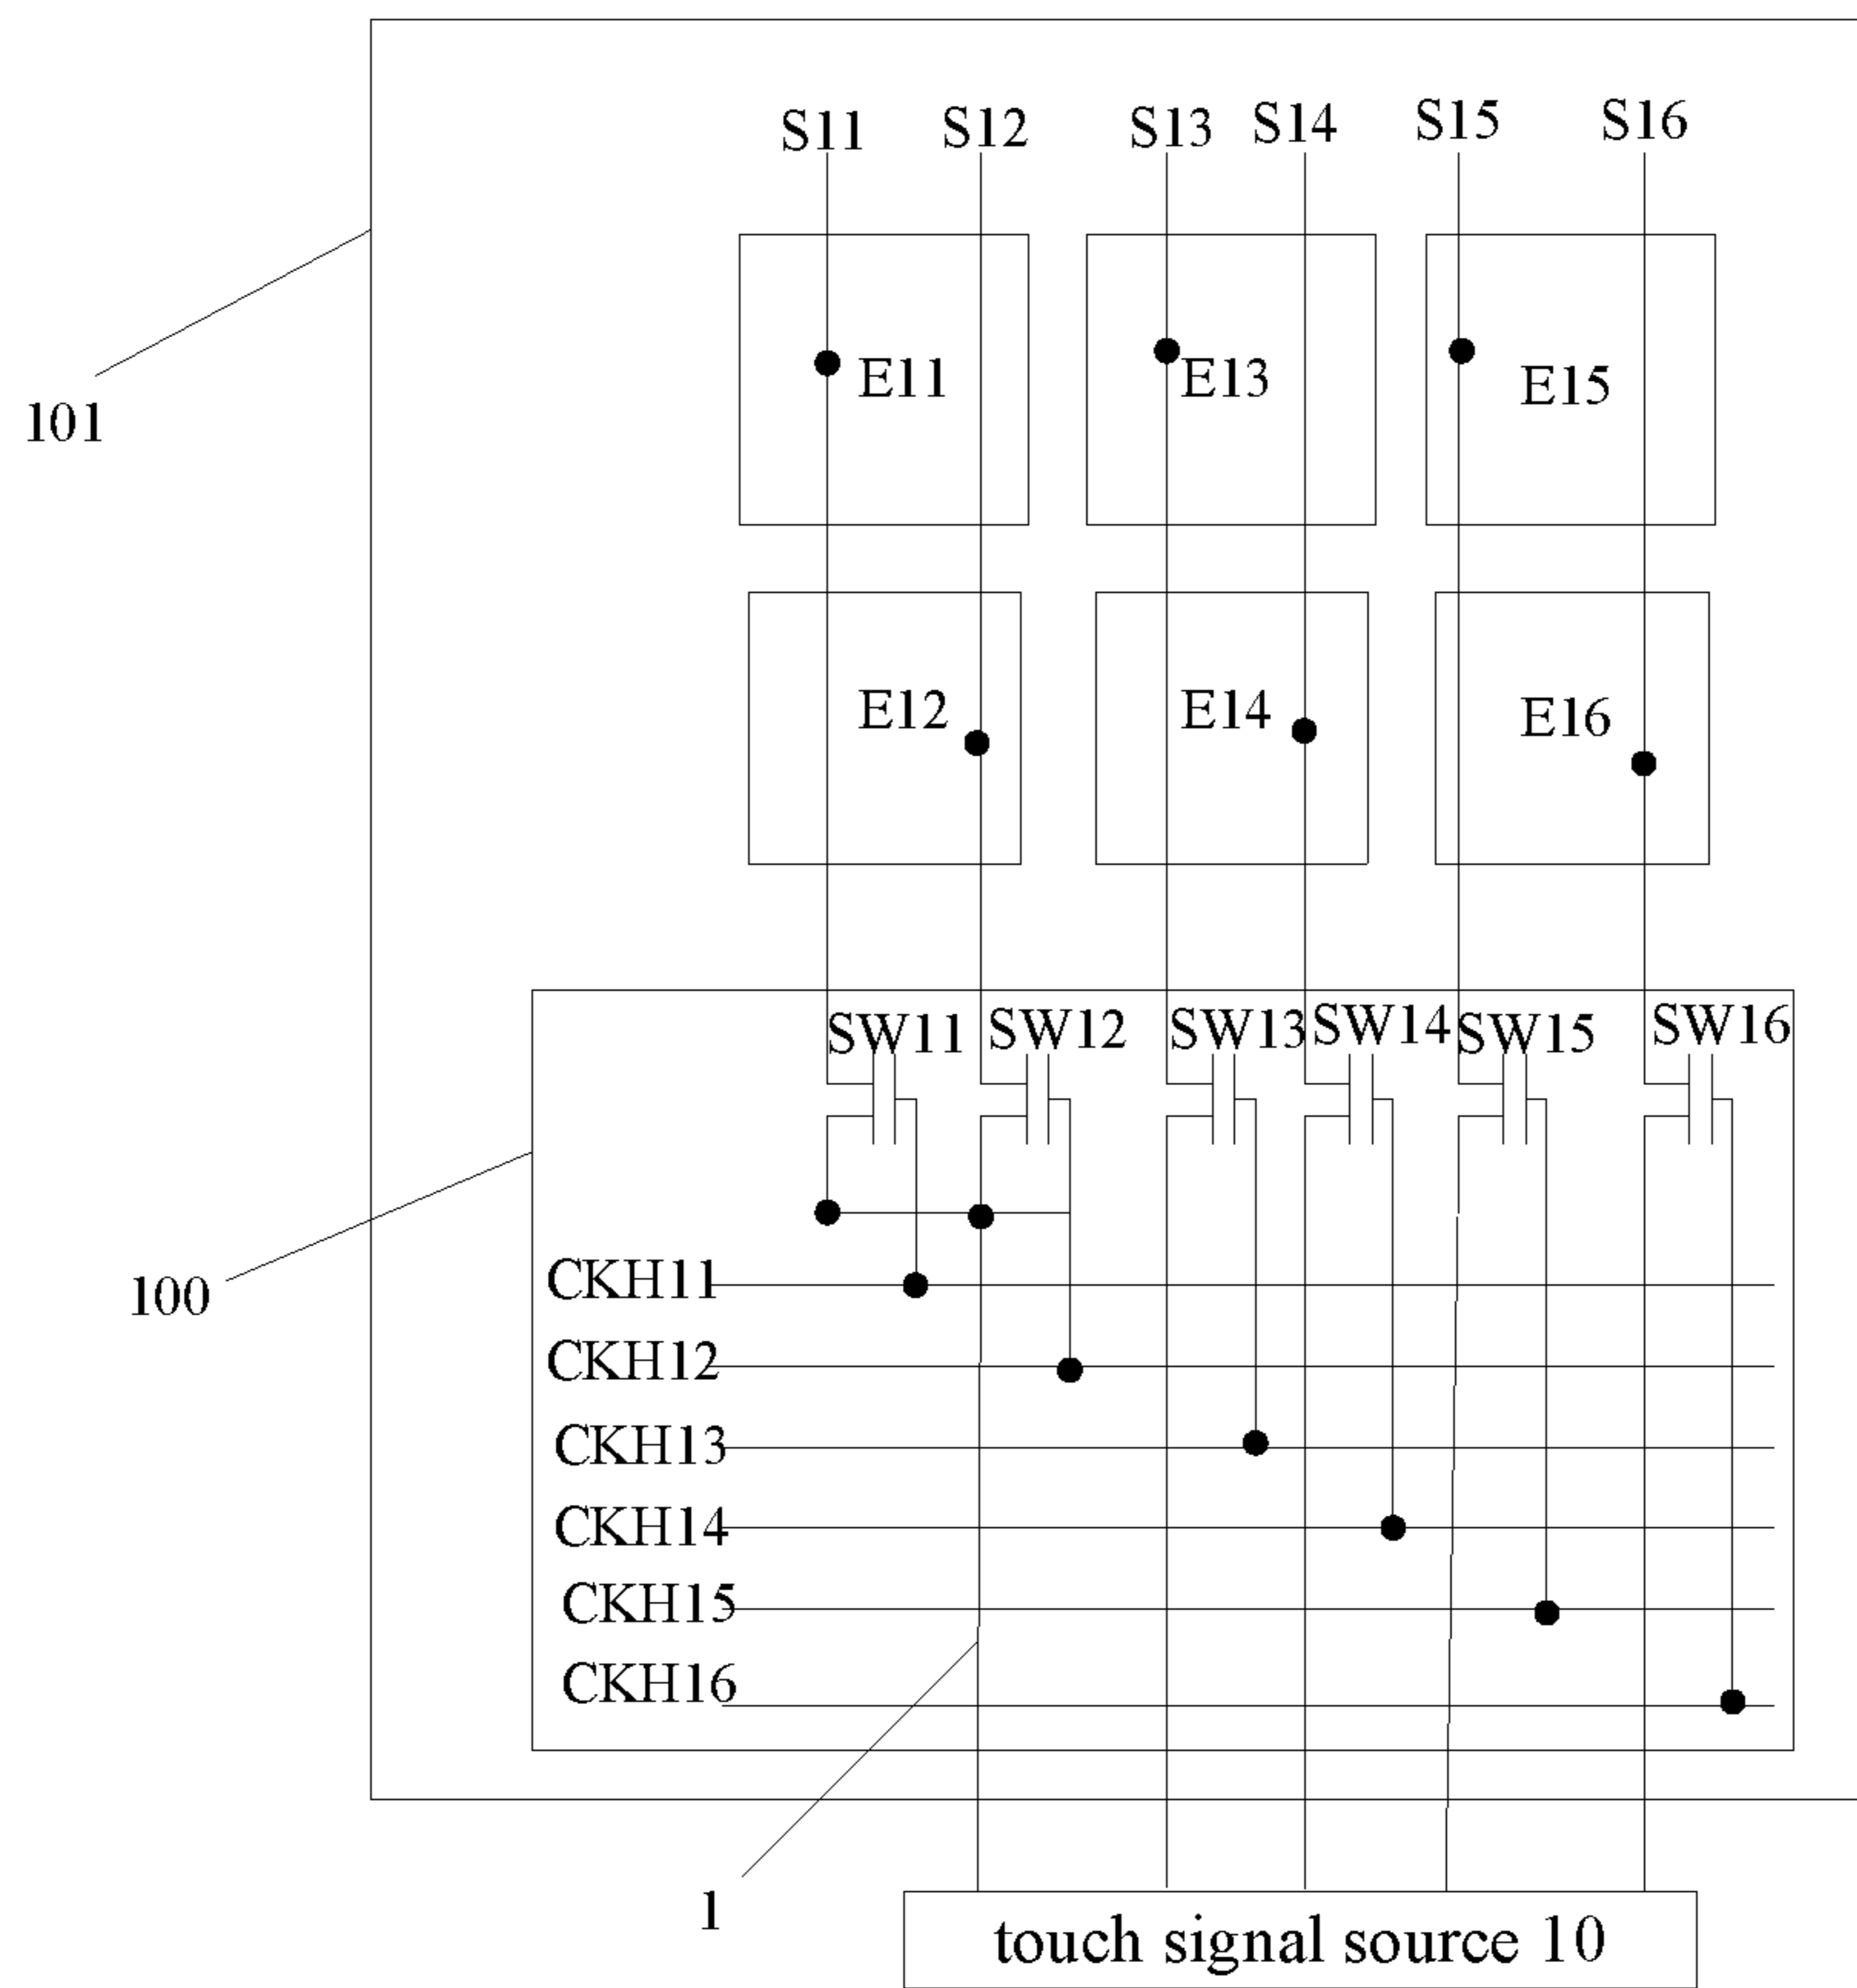 S11 S12 S13 S14 S15 S16
E11 E13 E15
101
E12 E14 E16
SW11 SW12 SW13 SW14 SW15 SW16
CKH11
100
CKH12
CKH13
CKH14
CKH15
CKH16
1
touch signal source 10